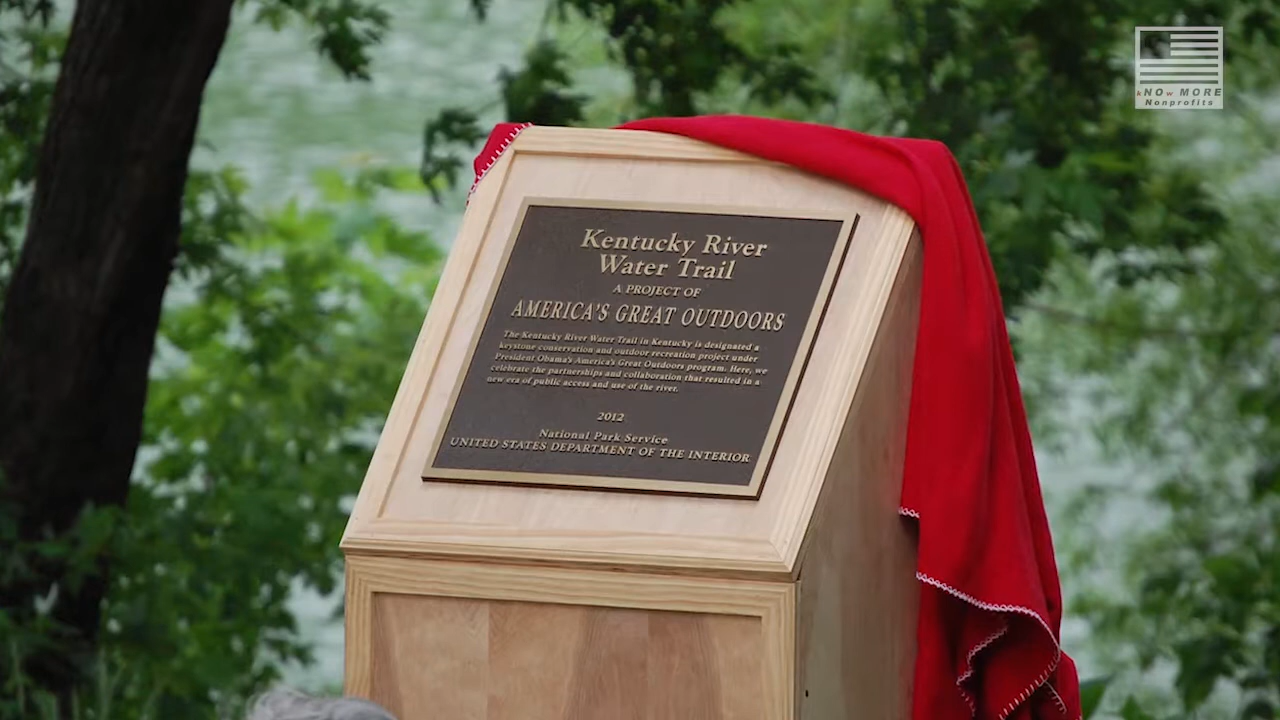 kNOw MORE
Nonprofits
Kentucky River
Water Trail
A PROJECT OF
AMERICA'S GREAT OUTDOORS
The Kentucky River Water Trail in Kentucky is designated a
keystone conservation and outdoor recreation project under
President Obama's America's Great Outdoors program. Here, we
celebrate the partnerships and collaboration that resulted in a
new era of public access and use of the river.
2012
National Park Service
UNITED STATES DEPARTMENT OF THE INTERIOR